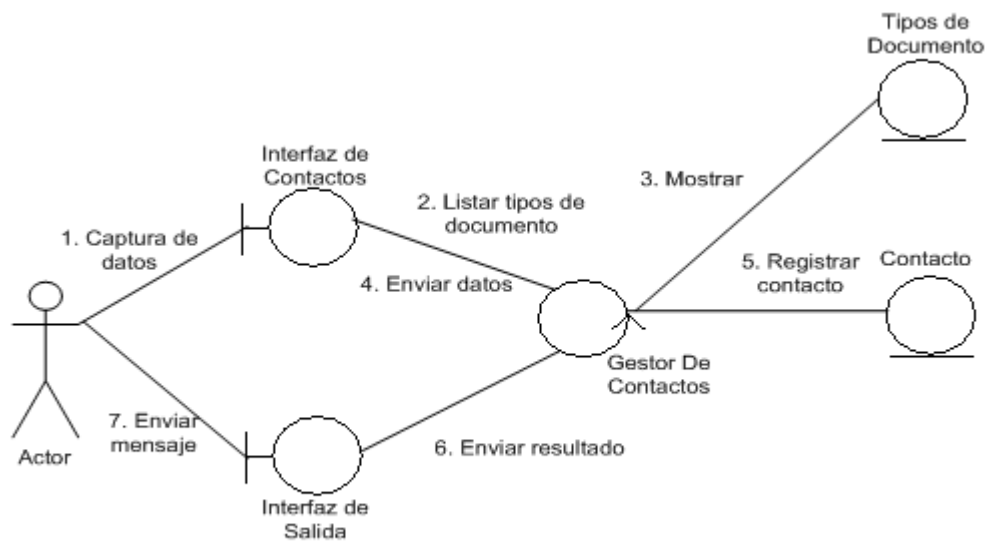 Tipos de
Documento
Interfaz de
Contactos
3. Mostrar
2. Listar tipos de
documento
1. Captura de
datos
5. Registrar
contacto
Contacto
4. Enviar datos
Gestor De
Contactos
7. Enviar
mensaje
6. Enviar resultado
Actor
Interfaz de
Salida